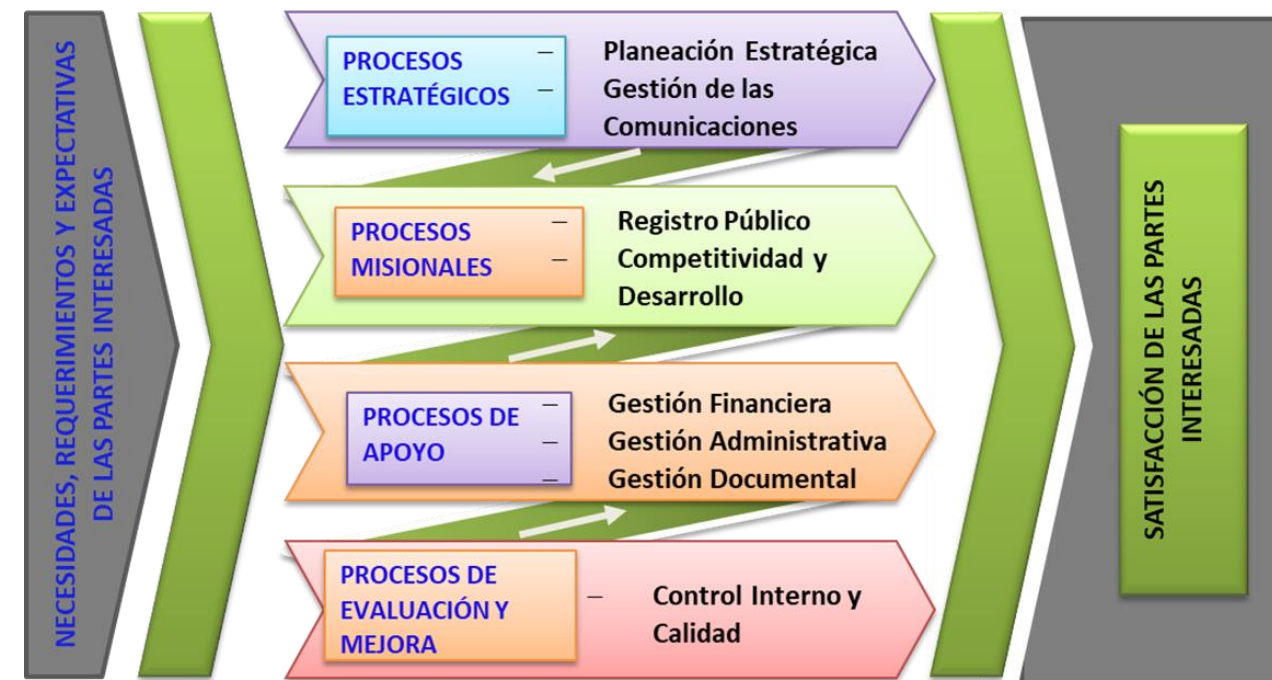 NECESIDADES, REQUERIMIENTOS Y EXPECTATIVAS
DE LAS PARTES INTERESADAS
PROCESOS
ESTRATÉGICOS
– Planeación Estratégica
– Gestión de las
Comunicaciones
PROCESOS
MISIONALES
– Registro Público
– Competitividad y
Desarrollo
PROCESOS DE
APOYO
– Gestión Financiera
– Gestión Administrativa
– Gestión Documental
PROCESOS DE
EVALUACIÓN Y
MEJORA
– Control Interno y
Calidad
SATISFACCIÓN DE LAS PARTES
INTERESADAS